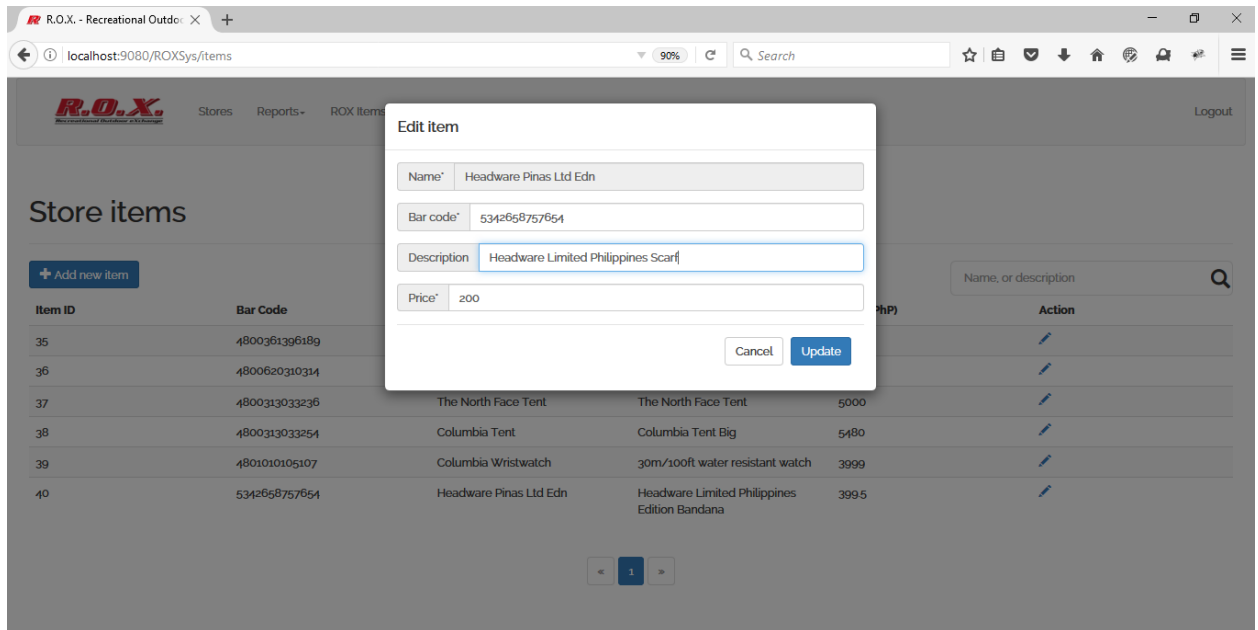 R.O.X. - Recreational Outdoo
localhost:9080/ROXSys/items
90%
Search
R.O.X.
Recreational Outdoor eXchange
Stores Reports ROX Items
Logout
Edit item
Name* Headware Pinas Ltd Edn
Bar code* 5342658757654
Description Headware Limited Philippines Scarf
Price* 200
Cancel Update
Store items
Add new item
Name, or description
Item ID Bar Code PhP) Action
35 4800361396189
36 4800620310314
37 4800313033236 The North Face Tent The North Face Tent 5000
38 4800313033254 Columbia Tent Columbia Tent Big 5480
39 4801010105107 Columbia Wristwatch 30m/100ft water resistant watch 3999
40 5342658757654 Headware Pinas Ltd Edn Headware Limited Philippines 399.5
Edition Bandana
« 1 »